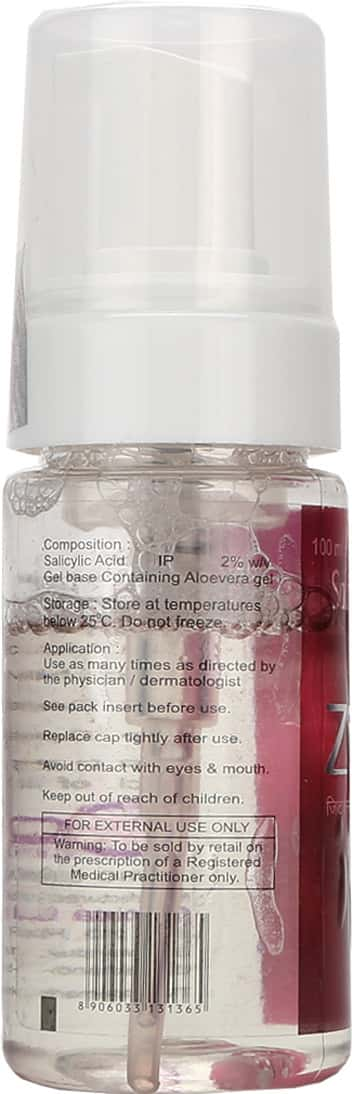 Composition :
Salicylic Acid IP 2% w/v
Gel base Containing Aloevera gel
Storage : Store at temperatures
below 25°C. Do not freeze.
Application :
Use as many times as directed by
the physician / dermatologist
See pack insert before use.
Replace cap tightly after use.
Avoid contact with eyes & mouth.
Keep out of reach of children.
FOR EXTERNAL USE ONLY
Warning: To be sold by retail on
the prescription of a Registered
Medical Practitioner only.
8 906033 131365
100 m
Z